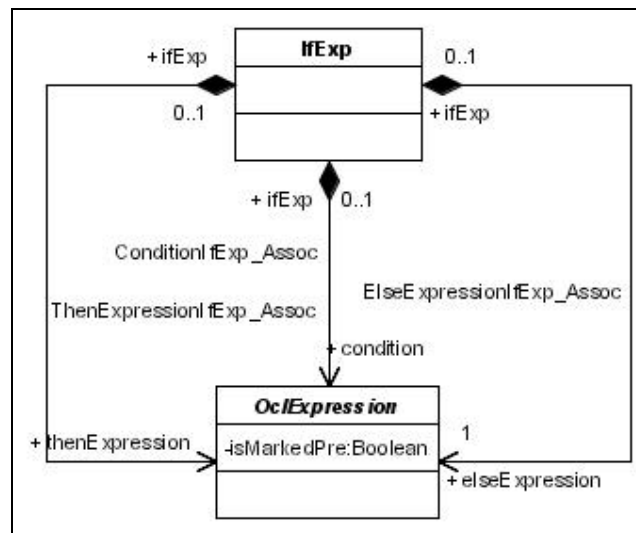 IfExp
+ ifExp
0..1
0..1
+ ifExp
+ ifExp
0..1
ConditionIfExp_Assoc
ThenExpressionIfExp_Assoc
ElseExpressionIfExp_Assoc
+ condition
OclExpression
-isMarkedPre:Boolean
1
+ thenExpression
+ elseExpression